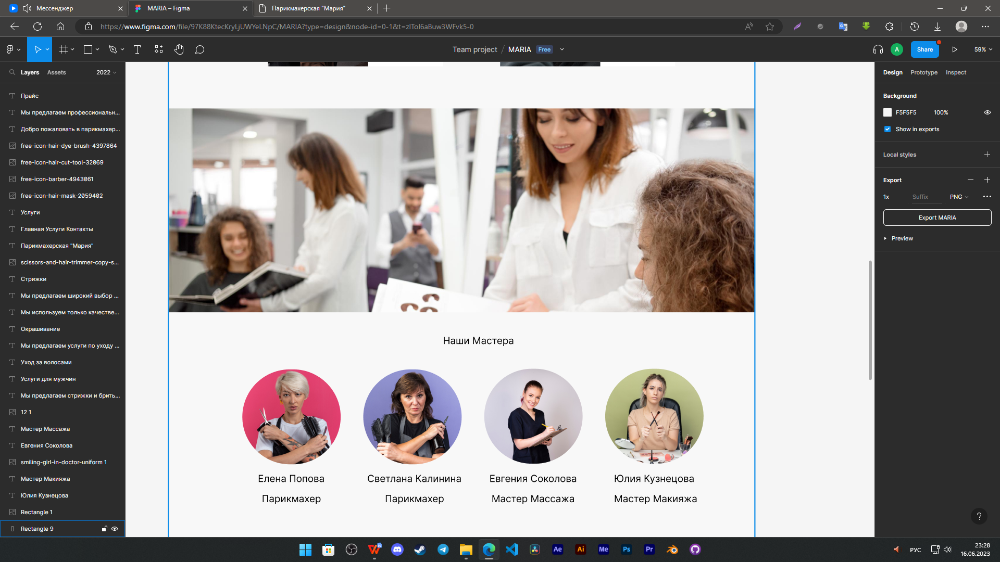 Мессенджер
MARIA – Figma
Парикмахерская "Мария"
https://www.figma.com/file/97K88KtecKryLjUWYeLNpC/MARIA?type=design&node-id=0-1&t=zIToI6aBuw3WFvk5-0
Team project / MARIA Free
A
Share
59%
Layers Assets 2022
Прайс
Мы предлагаем профессиональн...
Добро пожаловать в парикмахер...
free-icon-hair-dye-brush-4397864
free-icon-hair-cut-tool-32069
free-icon-barber-4943061
free-icon-hair-mask-2059402
Услуги
Главная Услуги Контакты
Парикмахерская "Мария"
scissors-and-hair-trimmer-copy-s...
Стрижки
Мы предлагаем широкий выбор ...
Мы используем только качестве...
Окрашивание
Мы предлагаем услуги по уходу ...
Уход за волосами
Услуги для мужчин
Мы предлагаем стрижки и брить...
12 1
Мастер Массажа
Евгения Соколова
smiling-girl-in-doctor-uniform 1
Мастер Макияжа
Юлия Кузнецова
Rectangle 1
Rectangle 9
Наши Мастера
Елена Попова
Парикмахер
Светлана Калинина
Парикмахер
Евгения Соколова
Мастер Массажа
Юлия Кузнецова
Мастер Макияжа
Design Prototype Inspect
Background
F5F5F5 100%
Show in exports
Local styles
Export
1x Suffix PNG
Export MARIA
Preview
?
Ae
Ai
Me
Ps
Pr
РУС
23:28
16.06.2023